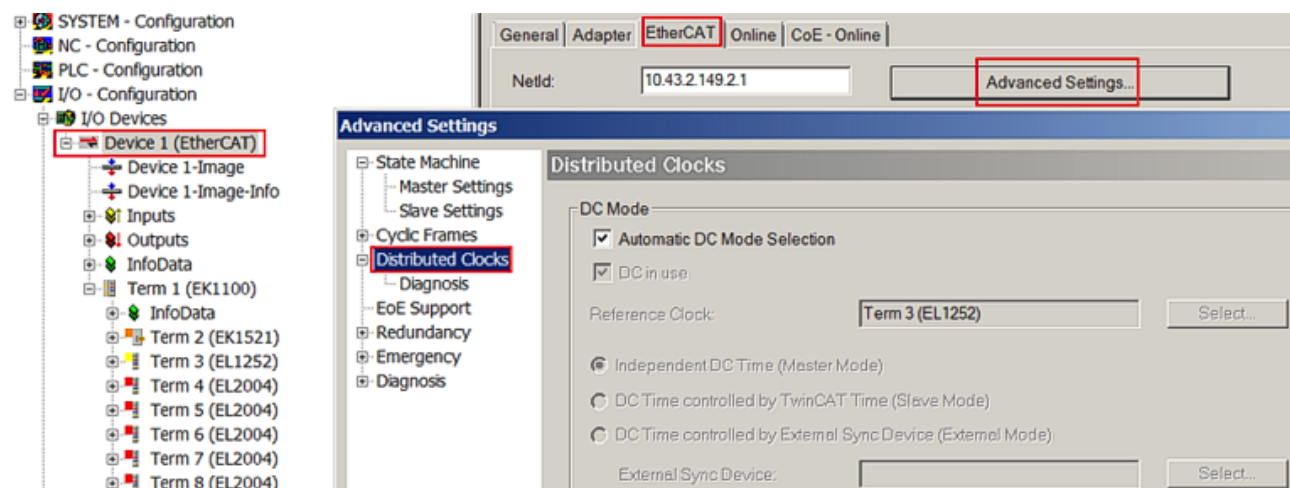 SYSTEM - Configuration
NC - Configuration
PLC - Configuration
I/O - Configuration
I/O Devices
Device 1 (EtherCAT)
Device 1-Image
Device 1-Image-Info
Inputs
Outputs
InfoData
Term 1 (EK1100)
InfoData
Term 2 (EK1521)
Term 3 (EL1252)
Term 4 (EL2004)
Term 5 (EL2004)
Term 6 (EL2004)
Term 7 (EL2004)
Term 8 (EL2004)
General Adapter EtherCAT Online CoE - Online
NetId: 10.43.2.149.2.1 Advanced Settings...
Advanced Settings
State Machine
Master Settings
Slave Settings
Cyclic Frames
Distributed Clocks
Diagnosis
EoE Support
Redundancy
Emergency
Diagnosis
Distributed Clocks
DC Mode
Automatic DC Mode Selection
DC in use
Reference Clock: Term 3 (EL1252) Select...
Independent DC Time (Master Mode)
DC Time controlled by TwinCAT Time (Slave Mode)
DC Time controlled by External Sync Device (External Mode)
External Sync Device: Select...